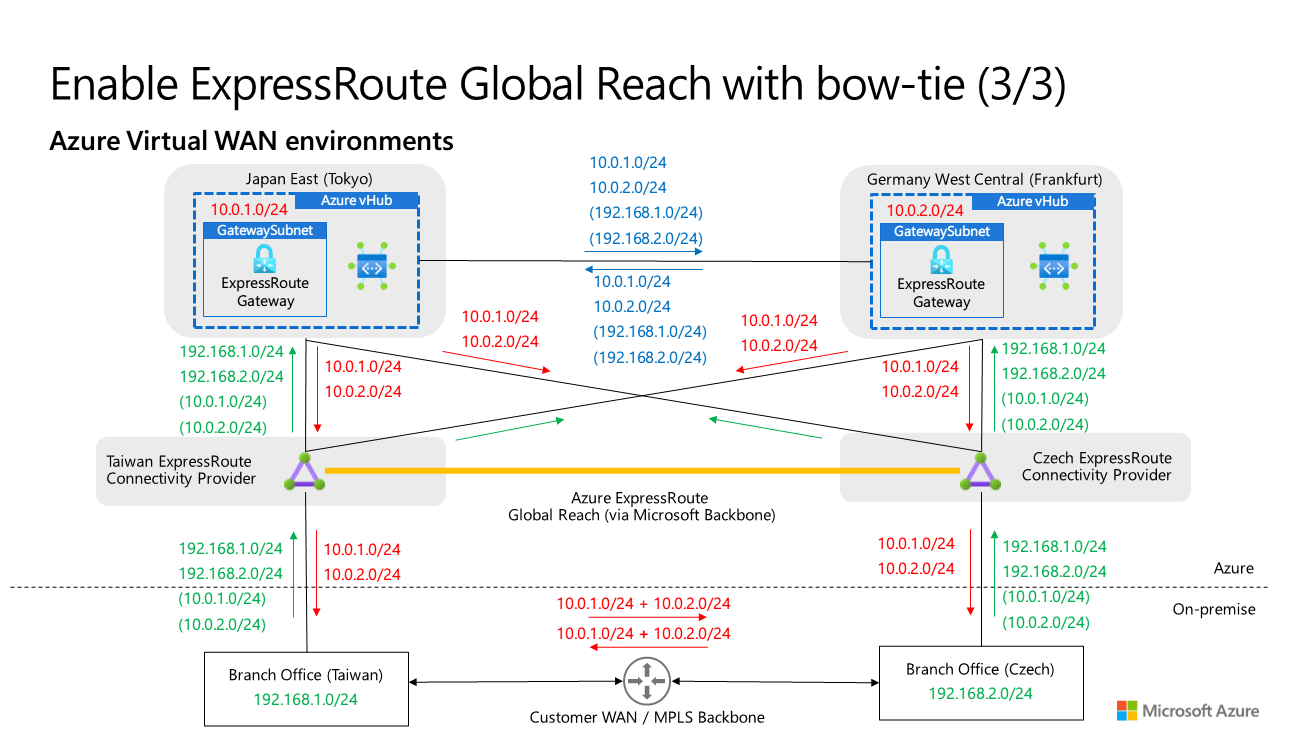 Enable ExpressRoute Global Reach with bow-tie (3/3)
Azure Virtual WAN environments
Japan East (Tokyo)
Azure vHub
10.0.1.0/24
GatewaySubnet
ExpressRoute
Gateway
10.0.1.0/24
10.0.2.0/24
(192.168.1.0/24)
(192.168.2.0/24)
10.0.1.0/24
10.0.2.0/24
(192.168.1.0/24)
(192.168.2.0/24)
Germany West Central (Frankfurt)
Azure vHub
10.0.2.0/24
GatewaySubnet
ExpressRoute
Gateway
192.168.1.0/24
192.168.2.0/24
(10.0.1.0/24)
(10.0.2.0/24)
10.0.1.0/24
10.0.2.0/24
10.0.1.0/24
10.0.2.0/24
10.0.1.0/24
10.0.2.0/24
10.0.1.0/24
10.0.2.0/24
192.168.1.0/24
192.168.2.0/24
(10.0.1.0/24)
(10.0.2.0/24)
Taiwan ExpressRoute
Connectivity Provider
Czech ExpressRoute
Connectivity Provider
Azure ExpressRoute
Global Reach (via Microsoft Backbone)
192.168.1.0/24
192.168.2.0/24
(10.0.1.0/24)
(10.0.2.0/24)
10.0.1.0/24
10.0.2.0/24
10.0.1.0/24
10.0.2.0/24
192.168.1.0/24
192.168.2.0/24
(10.0.1.0/24)
(10.0.2.0/24)
Azure
On-premise
10.0.1.0/24 + 10.0.2.0/24
10.0.1.0/24 + 10.0.2.0/24
Branch Office (Taiwan)
192.168.1.0/24
Customer WAN / MPLS Backbone
Branch Office (Czech)
192.168.2.0/24
Microsoft Azure